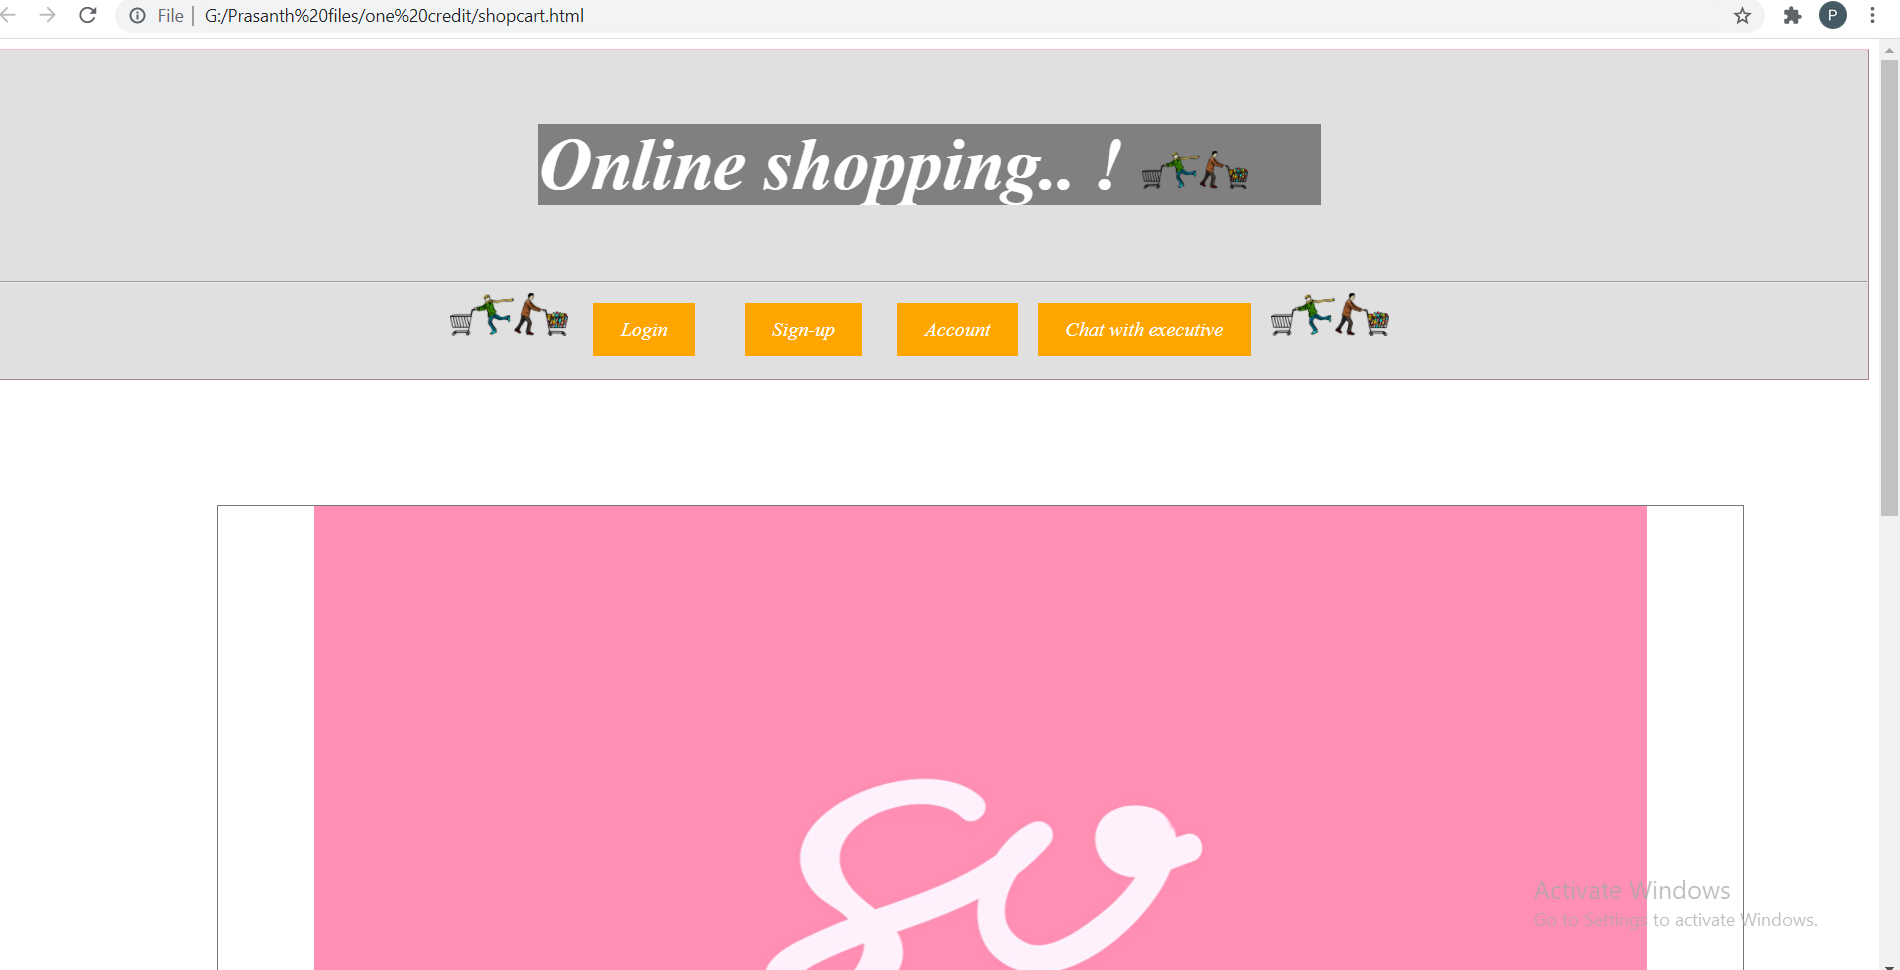 File | G:/Prasanth%20files/one%20credit/shopcart.html
P
Online shopping.. !
Login Sign-up Account Chat with executive
su
Activate Windows
Go to Settings to activate Windows.